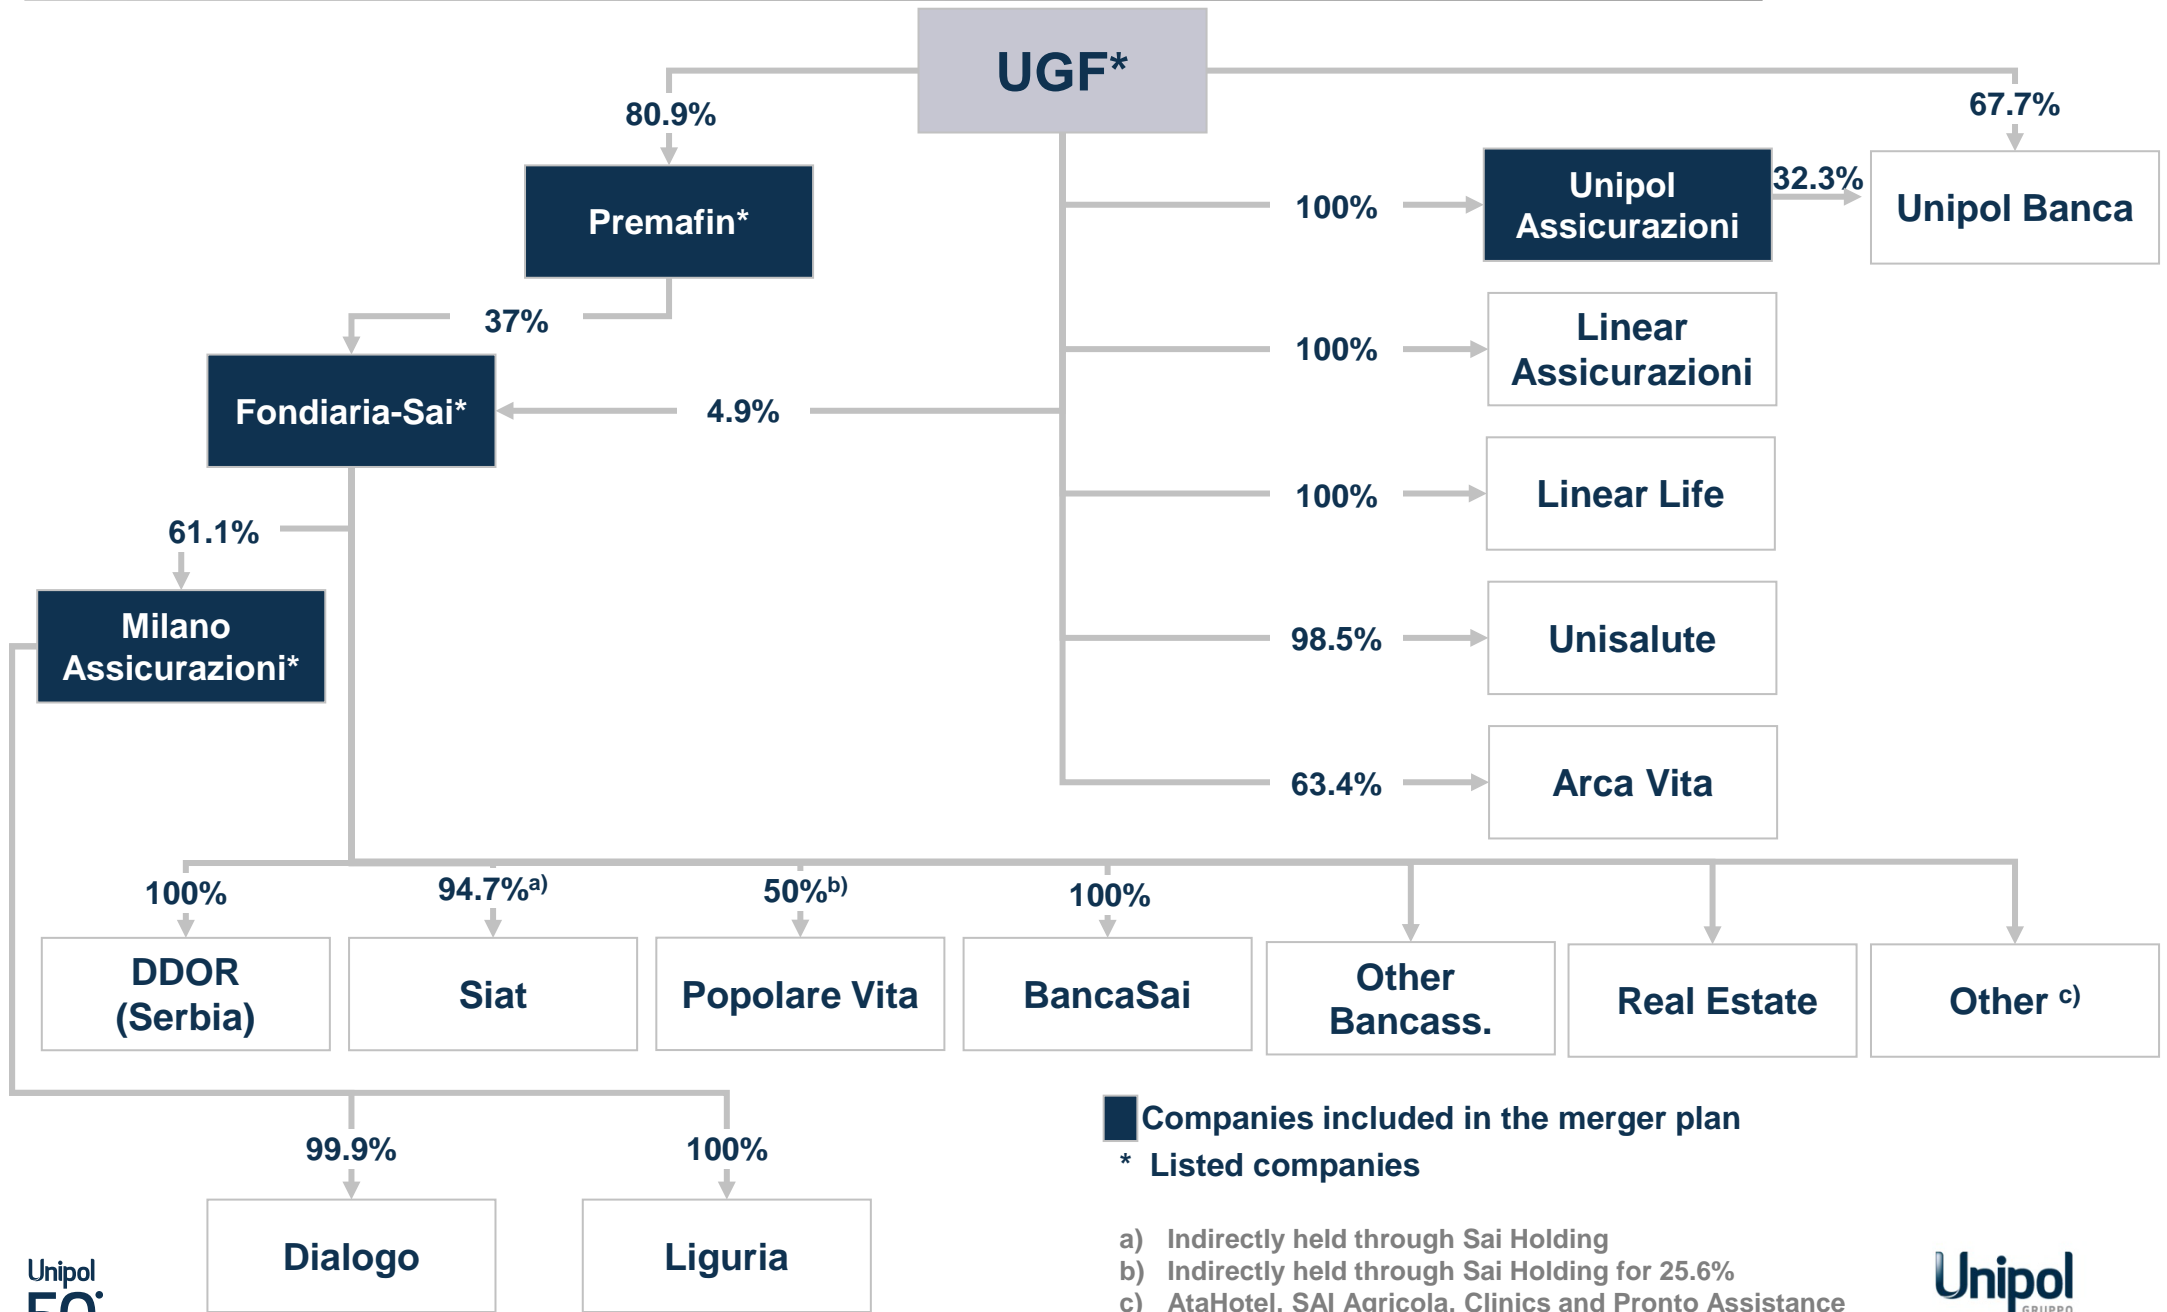 UGF*
80.9%
67.7%
Premafin*
100%
Unipol
Assicurazioni
32.3%
Unipol Banca
37%
100%
Linear
Assicurazioni
Fondiaria-Sai*
4.9%
100%
Linear Life
61.1%
Milano
Assicurazioni*
98.5%
Unisalute
63.4%
Arca Vita
100%
94.7%a)
50%b)
100%
DDOR
(Serbia)
Siat
Popolare Vita
BancaSai
Other
Bancass.
Real Estate
Other c)
99.9%
100%
Dialogo
Liguria
Companies included in the merger plan
* Listed companies
a) Indirectly held through Sai Holding
b) Indirectly held through Sai Holding for 25.6%
c) AtaHotel, SAI Agricola, Clinics and Pronto Assistance
Unipol
50
Unipol
GRUPPO